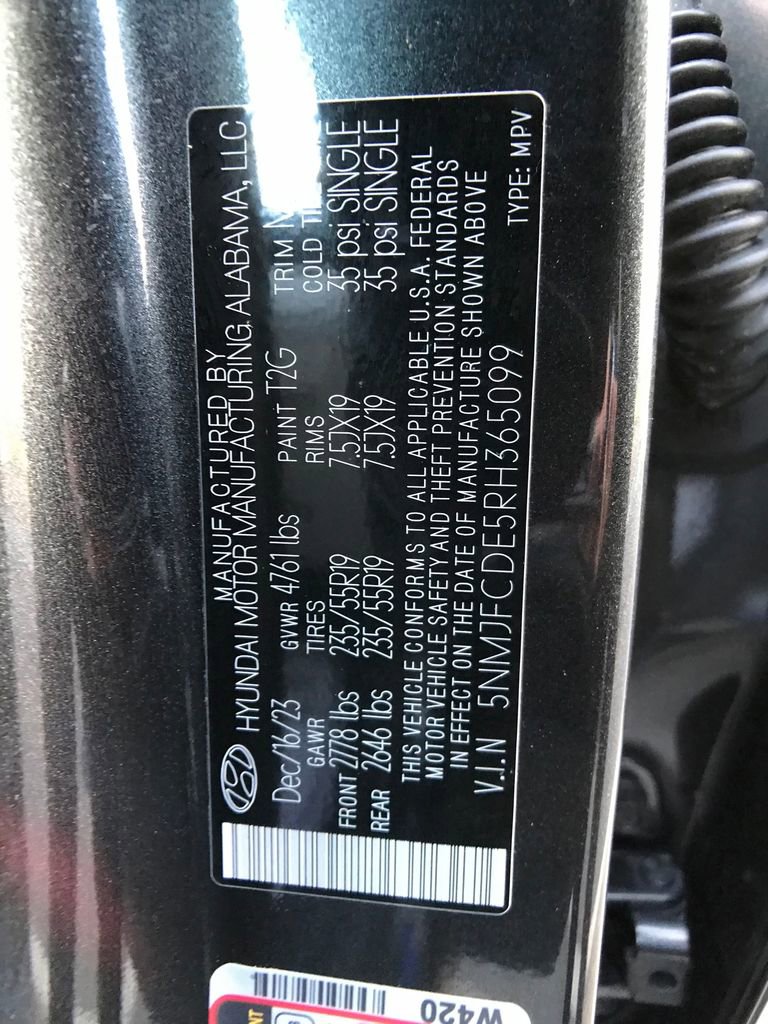 MANUFACTURED BY
HYUNDAI MOTOR MANUFACTURING ALABAMA, LLC
Dec/16/23 GVWR 4761 lbs PAINT T2G TRIM
GAWR TIRES RIMS COLD
FRONT 2778 lbs 235/55R19 7.5JX19 35 psi SINGLE
REAR 2646 lbs 235/55R19 7.5JX19 35 psi SINGLE
THIS VEHICLE CONFORMS TO ALL APPLICABLE U.S.A. FEDERAL
MOTOR VEHICLE SAFETY AND THEFT PREVENTION STANDARDS
IN EFFECT ON THE DATE OF MANUFACTURE SHOWN ABOVE
V.I.N 5NMJFCDE5RH365099 TYPE: MPV
W420